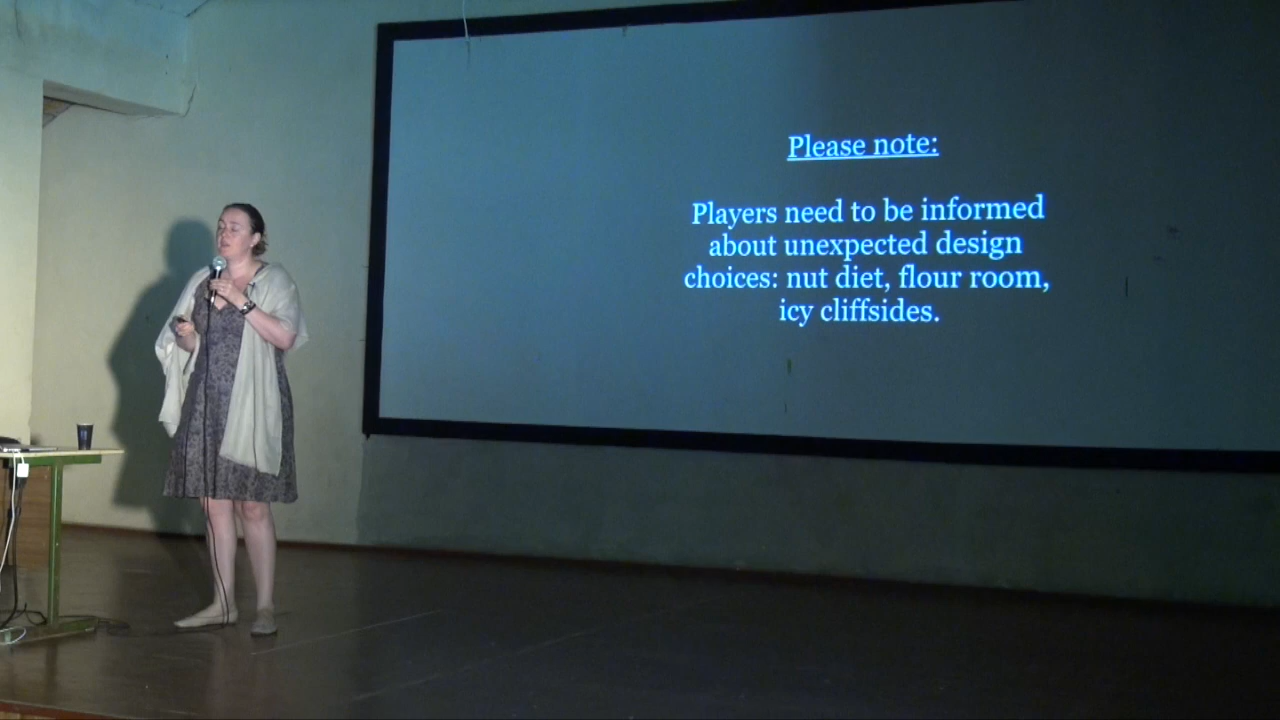 Please note:
Players need to be informed
about unexpected design
choices: nut diet, flour room,
icy cliffsides.